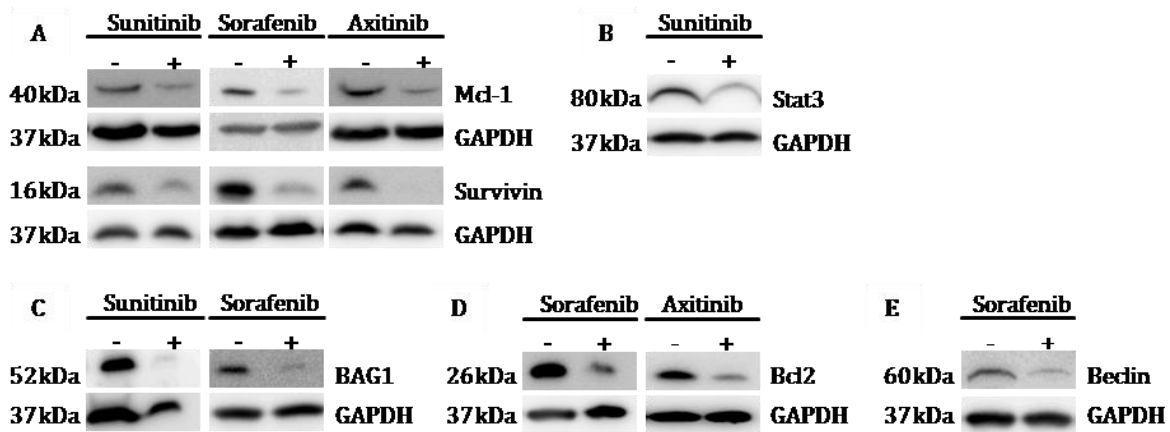 A Sunitinib Sorafenib Axitinib B Sunitinib
- + - + - + - +
40kDa Mcl-1 80kDa Stat3
37kDa GAPDH 37kDa GAPDH
16kDa Survivin
37kDa GAPDH
C Sunitinib Sorafenib D Sorafenib Axitinib E Sorafenib
- + - + - + - + - +
52kDa BAG1 26kDa Bcl2 60kDa Beclin
37kDa GAPDH 37kDa GAPDH 37kDa GAPDH